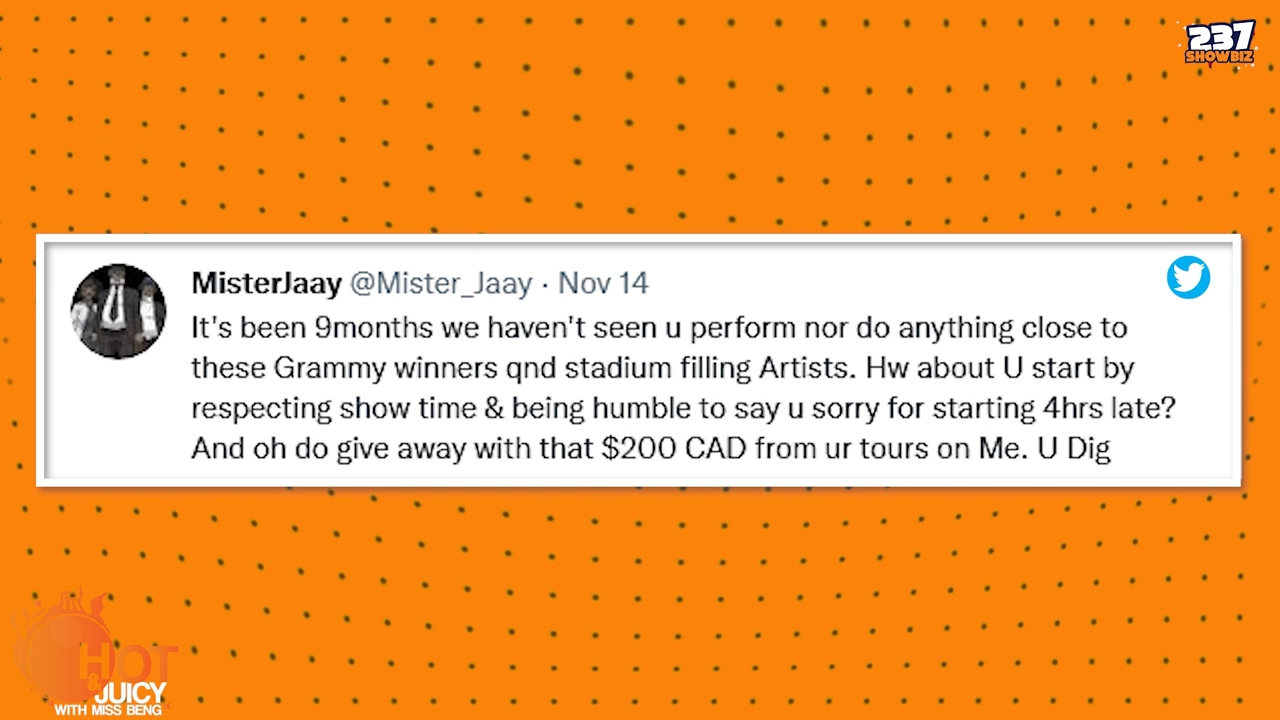 237
SHOWBIZ
MisterJaay @Mister_Jaay · Nov 14
It's been 9months we haven't seen u perform nor do anything close to
these Grammy winners qnd stadium filling Artists. Hw about U start by
respecting show time & being humble to say u sorry for starting 4hrs late?
And oh do give away with that $200 CAD from ur tours on Me. U Dig
HOT
& JUICY
WITH MISS BENG